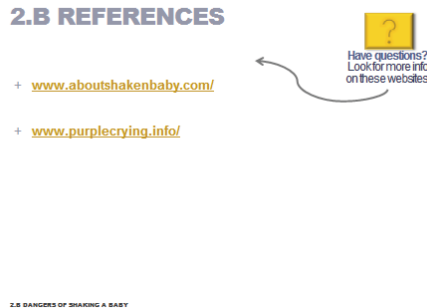 2.B REFERENCES
?
Have questions?
Look for more info
on these websites
+ www.aboutshakenbaby.com/
+ www.purplecrying.info/
2.B DANGERS OF SHAKING A BABY